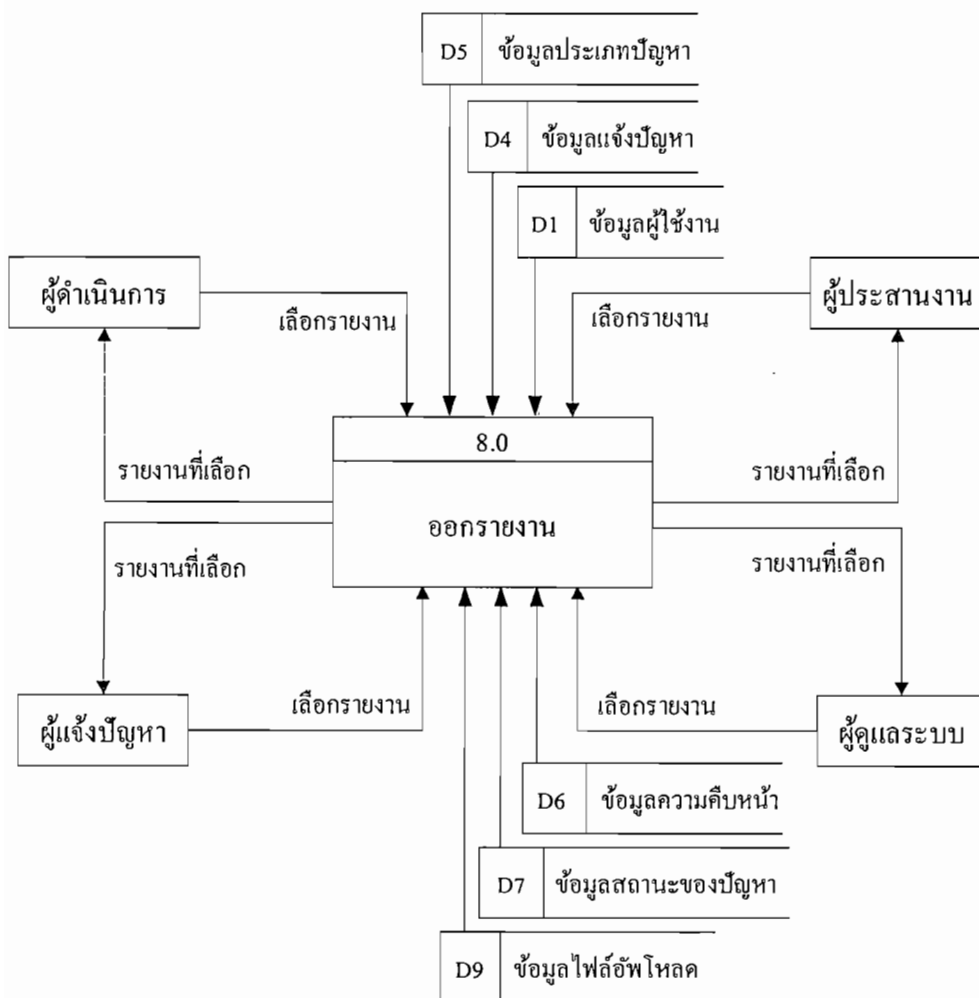 D5 ข้อมูลประเภทปัญหา
D4 ข้อมูลแจ้งปัญหา
D1 ข้อมูลผู้ใช้งาน
ผู้ดำเนินการ
เลือกรายงาน
เลือกรายงาน
ผู้ประสานงาน
8.0
รายงานที่เลือก
รายงานที่เลือก
ออกรายงาน
รายงานที่เลือก
รายงานที่เลือก
ผู้แจ้งปัญหา
เลือกรายงาน
เลือกรายงาน
ผู้ดูแลระบบ
D6 ข้อมูลความคืบหน้า
D7 ข้อมูลสถานะของปัญหา
D9 ข้อมูลไฟล์อัพโหลด